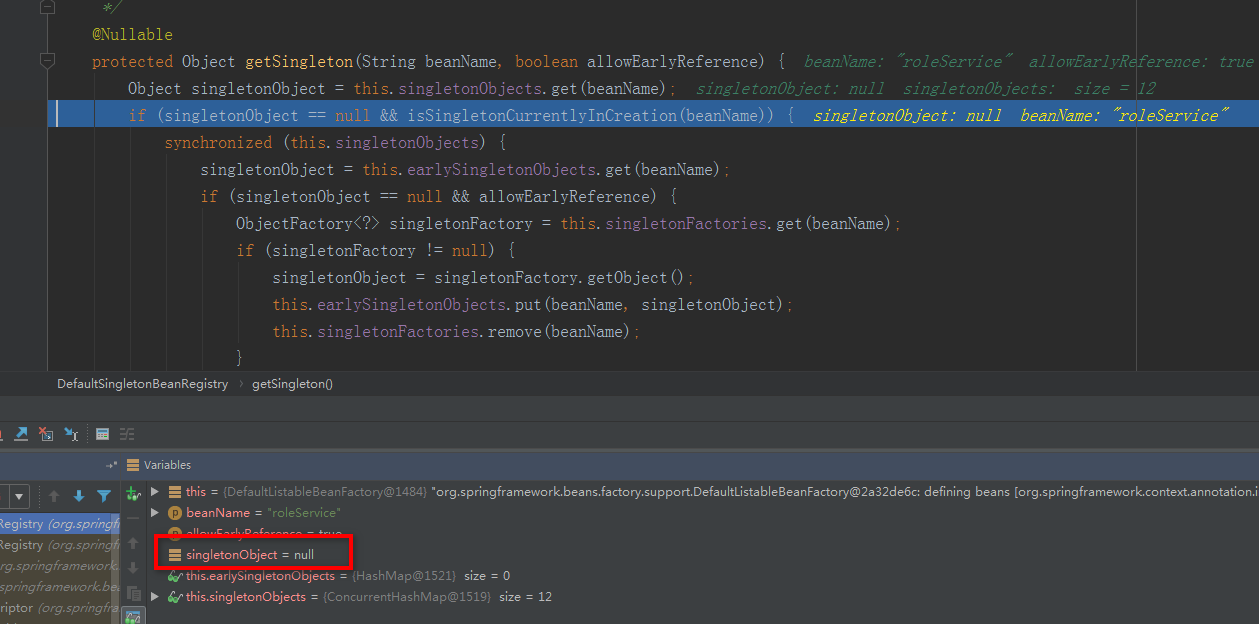 */
@Nullable
protected Object getSingleton(String beanName, boolean allowEarlyReference) {  beanName: "roleService"  allowEarlyReference: true
Object singletonObject = this.singletonObjects.get(beanName);  singletonObject: null  singletonObjects:  size = 12
if (singletonObject == null && isSingletonCurrentlyInCreation(beanName)) {  singletonObject: null  beanName: "roleService"
synchronized (this.singletonObjects) {
singletonObject = this.earlySingletonObjects.get(beanName);
if (singletonObject == null && allowEarlyReference) {
ObjectFactory<?> singletonFactory = this.singletonFactories.get(beanName);
if (singletonFactory != null) {
singletonObject = singletonFactory.getObject();
this.earlySingletonObjects.put(beanName, singletonObject);
this.singletonFactories.remove(beanName);
}
DefaultSingletonBeanRegistry › getSingleton()
Variables
this = {DefaultListableBeanFactory@1484} "org.springframework.beans.factory.support.DefaultListableBeanFactory@2a32de6c: defining beans [org.springframework.context.annotation.i
Registry (org.springfr
beanName = "roleService"
allowEarlyReference = true
Registry (org.springfr
singletonObject = null
org.springframework.
this.earlySingletonObjects = {HashMap@1521} size = 0
springframework.be
this.singletonObjects = {ConcurrentHashMap@1519} size = 12
riptor (org.springfra